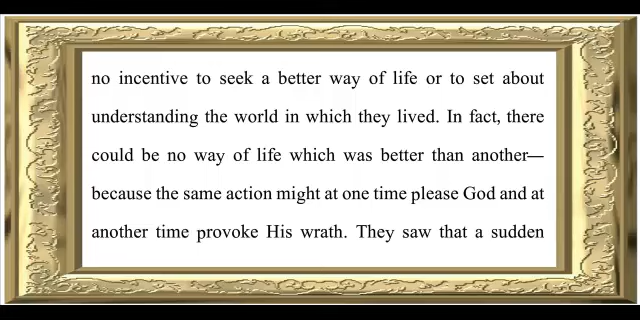 no incentive to seek a better way of life or to set about
understanding the world in which they lived. In fact, there
could be no way of life which was better than another—
because the same action might at one time please God and at
another time provoke His wrath. They saw that a sudden